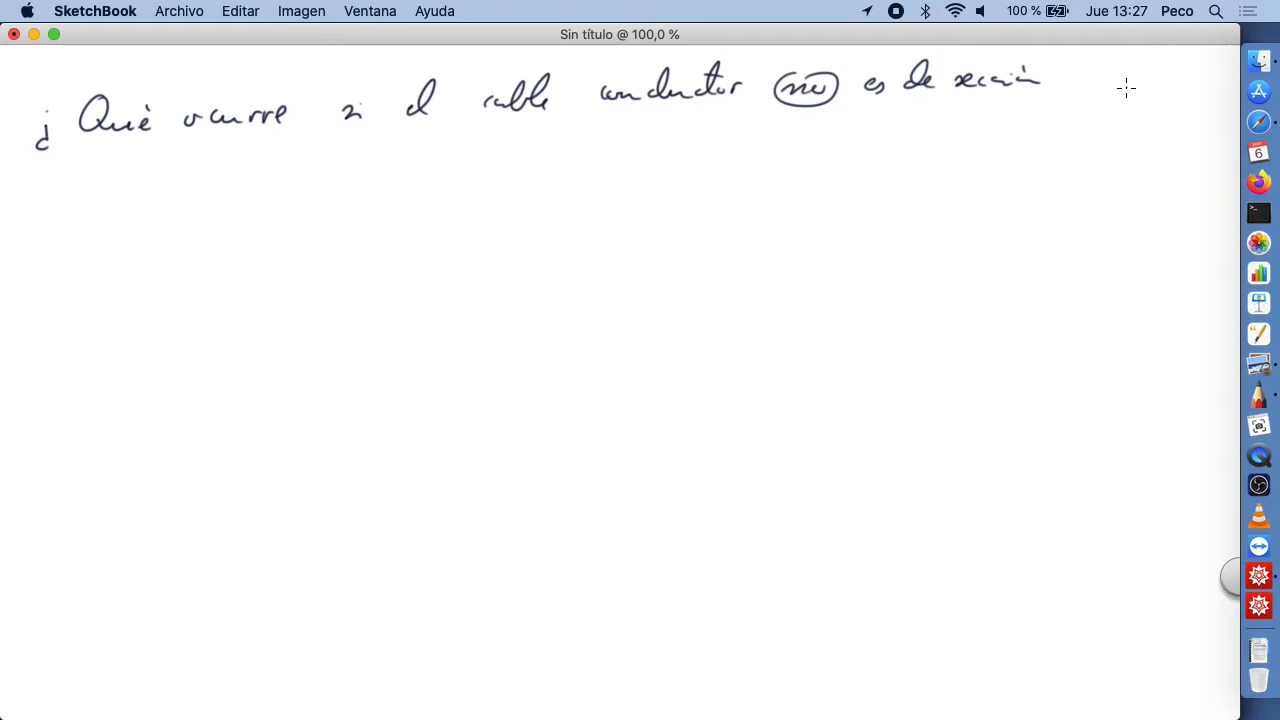 SketchBook Archivo Editar Imagen Ventana Ayuda 100 % Jue 13:27 Peco
Sin título @ 100,0 %
¿Qué ocurre si el cable conductor no es de sección
6